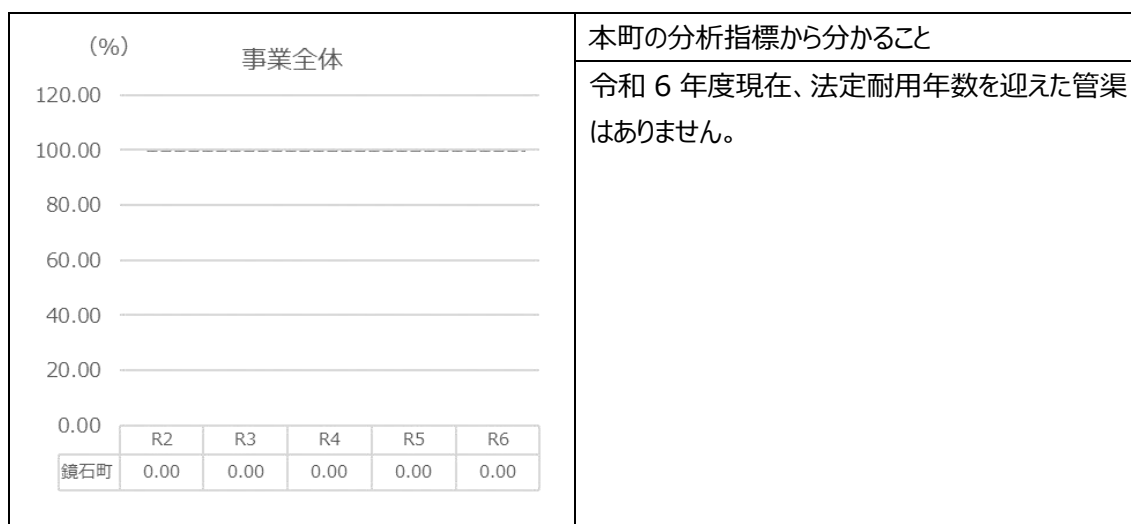 （%）
事業全体
120.00
100.00
80.00
60.00
40.00
20.00
0.00
R2 R3 R4 R5 R6
鏡石町 0.00 0.00 0.00 0.00 0.00
本町の分析指標から分かること
令和 6 年度現在、法定耐用年数を迎えた管渠
はありません。